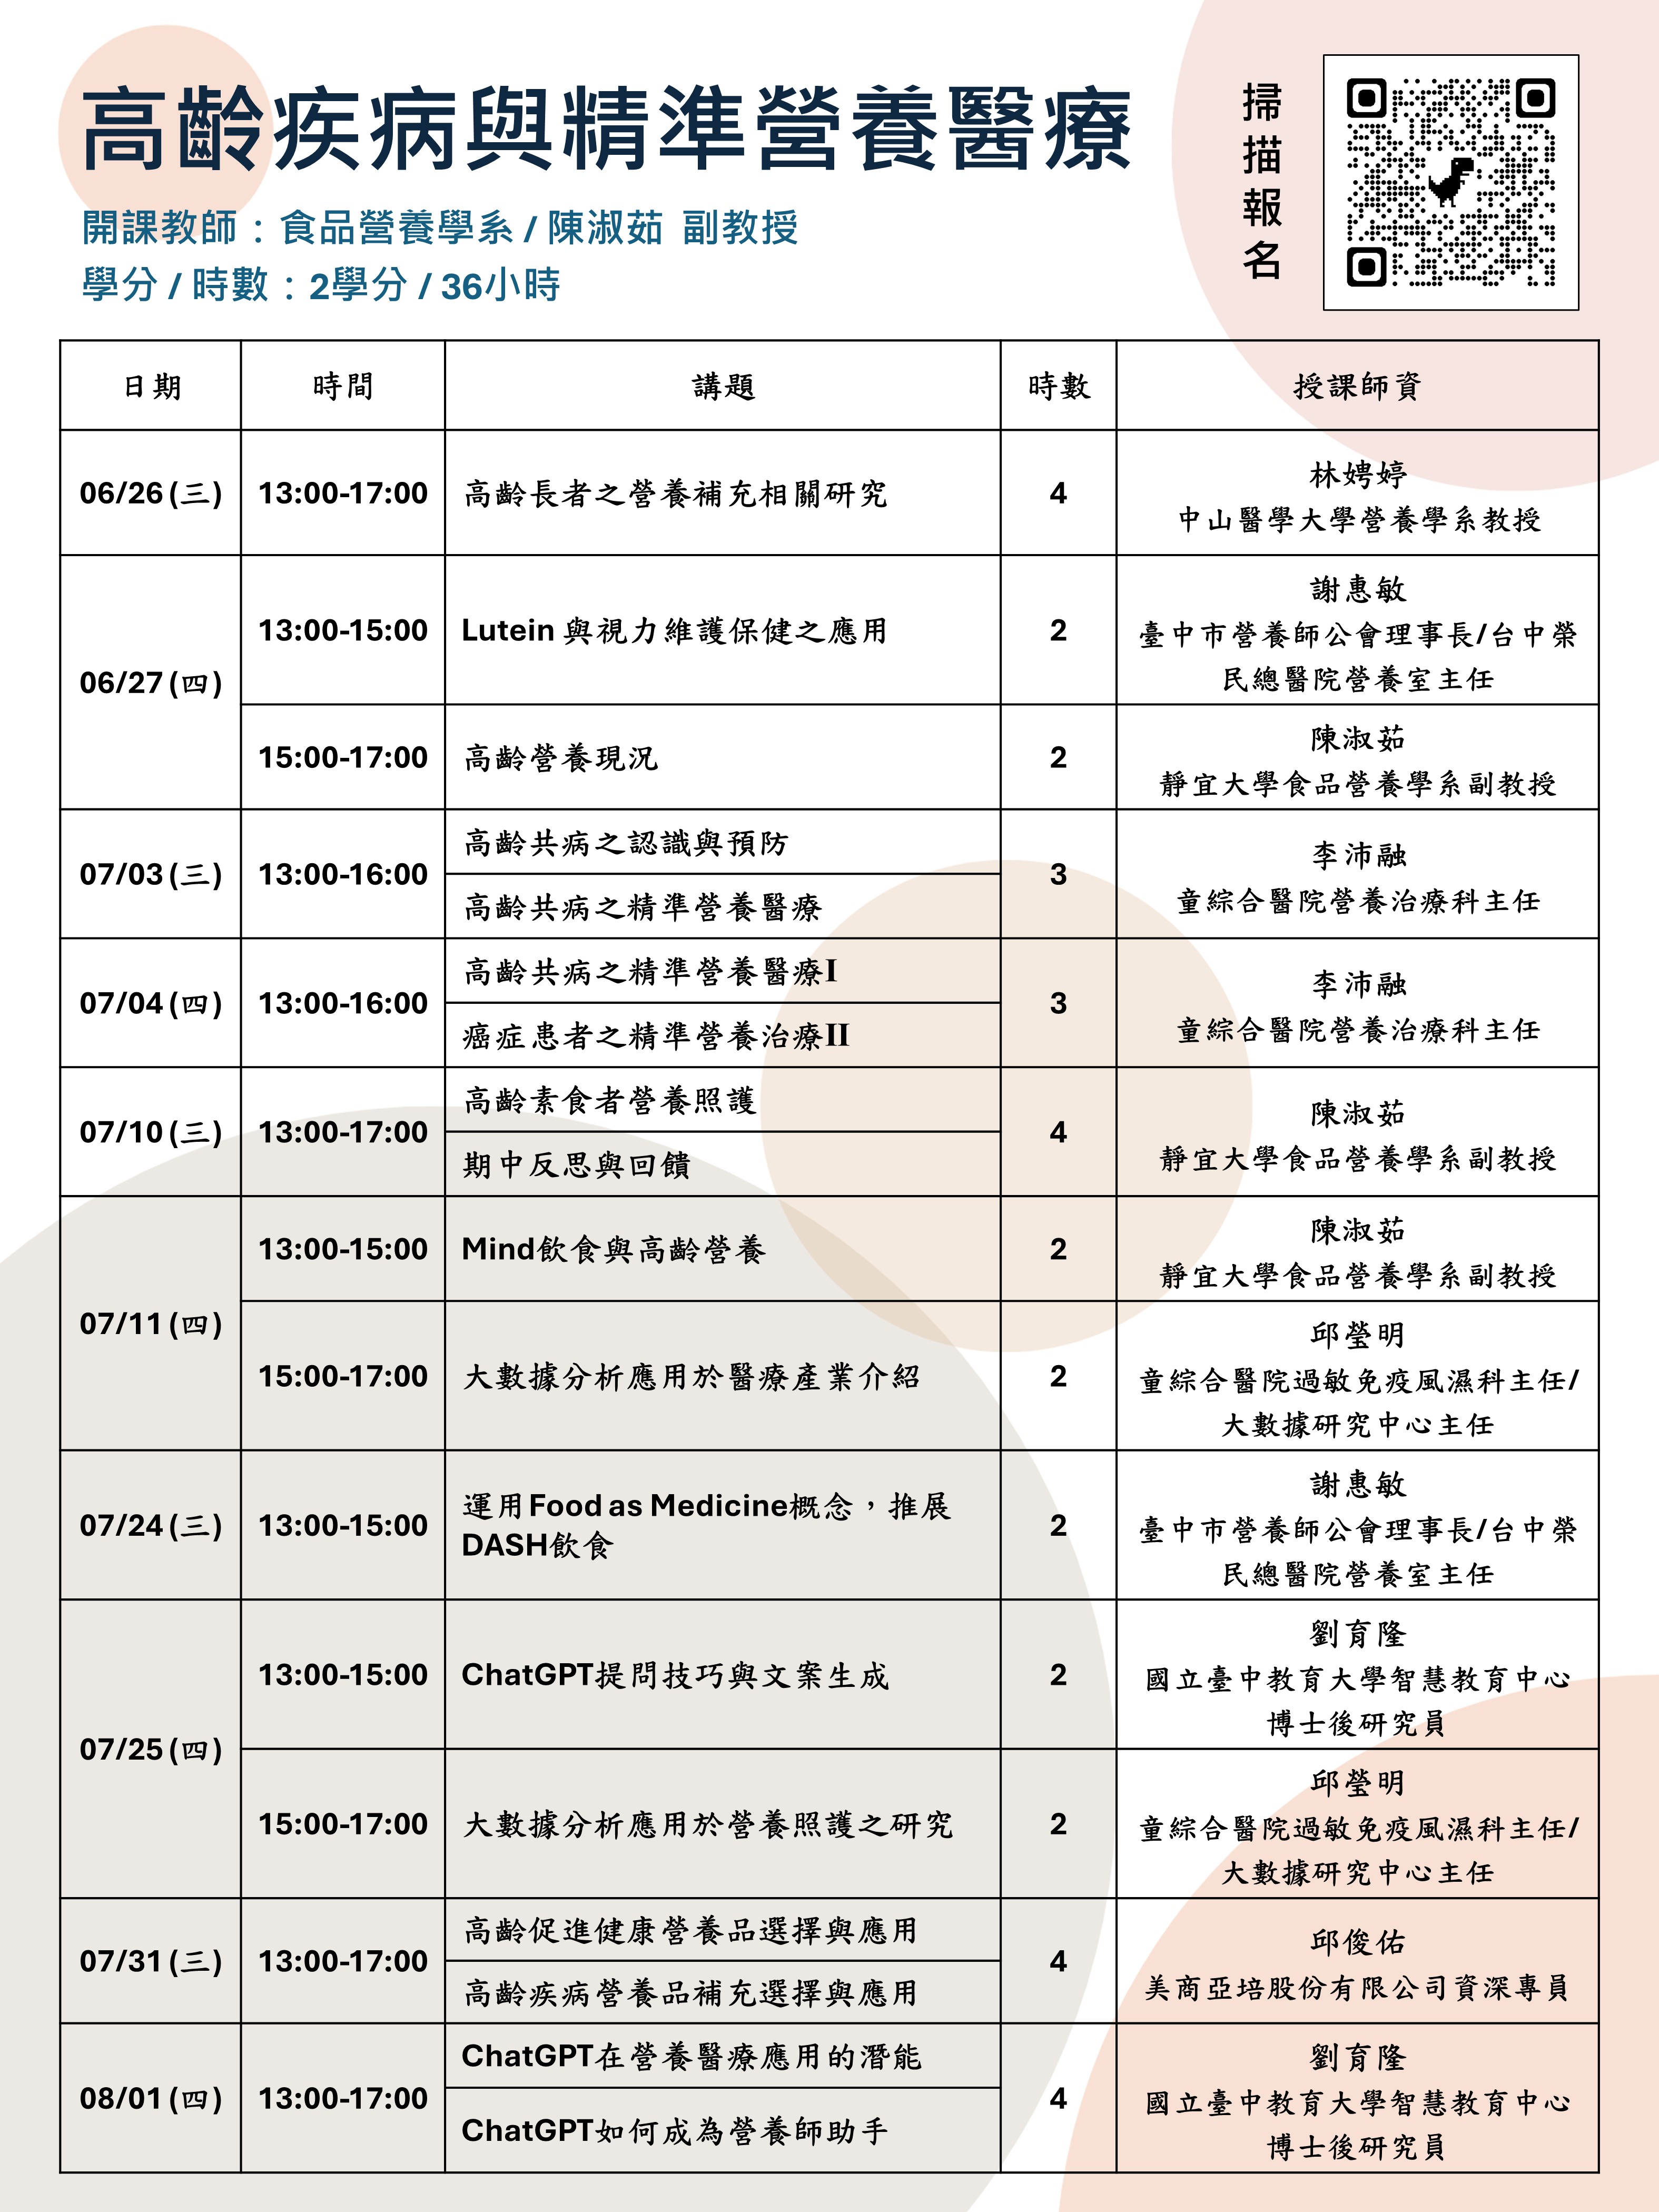 高齡疾病與精準營養醫療
開課教師：食品營養學系 / 陳淑茹 副教授
學分 / 時數：2學分 / 36小時
掃描報名
日期 時間 講題 時數 授課師資
06/26 (三) 13:00-17:00 高齡長者之營養補充相關研究 4 林娉婷
中山醫學大學營養學系教授
06/27 (四)
13:00-15:00 Lutein 與視力維護保健之應用 2 謝惠敏
臺中市營養師公會理事長/台中榮
民總醫院營養室主任
15:00-17:00 高齡營養現況 2 陳淑茹
靜宜大學食品營養學系副教授
07/03 (三) 13:00-16:00 高齡共病之認識與預防
高齡共病之精準營養醫療
3 李沛融
童綜合醫院營養治療科主任
07/04 (四) 13:00-16:00 高齡共病之精準營養醫療I
癌症患者之精準營養治療II
3 李沛融
童綜合醫院營養治療科主任
07/10 (三) 13:00-17:00 高齡素食者營養照護
期中反思與回饋
4 陳淑茹
靜宜大學食品營養學系副教授
07/11 (四)
13:00-15:00 Mind飲食與高齡營養 2 陳淑茹
靜宜大學食品營養學系副教授
15:00-17:00 大數據分析應用於醫療產業介紹 2 邱瑩明
童綜合醫院過敏免疫風濕科主任/
大數據研究中心主任
07/24 (三) 13:00-15:00 運用Food as Medicine概念，推展
DASH飲食
2 謝惠敏
臺中市營養師公會理事長/台中榮
民總醫院營養室主任
07/25 (四)
13:00-15:00 ChatGPT提問技巧與文案生成 2 劉育隆
國立臺中教育大學智慧教育中心
博士後研究員
15:00-17:00 大數據分析應用於營養照護之研究 2 邱瑩明
童綜合醫院過敏免疫風濕科主任/
大數據研究中心主任
07/31 (三) 13:00-17:00 高齡促進健康營養品選擇與應用
高齡疾病營養品補充選擇與應用
4 邱俊佑
美商亞培股份有限公司資深專員
08/01 (四) 13:00-17:00 ChatGPT在營養醫療應用的潛能
ChatGPT如何成為營養師助手
4 劉育隆
國立臺中教育大學智慧教育中心
博士後研究員